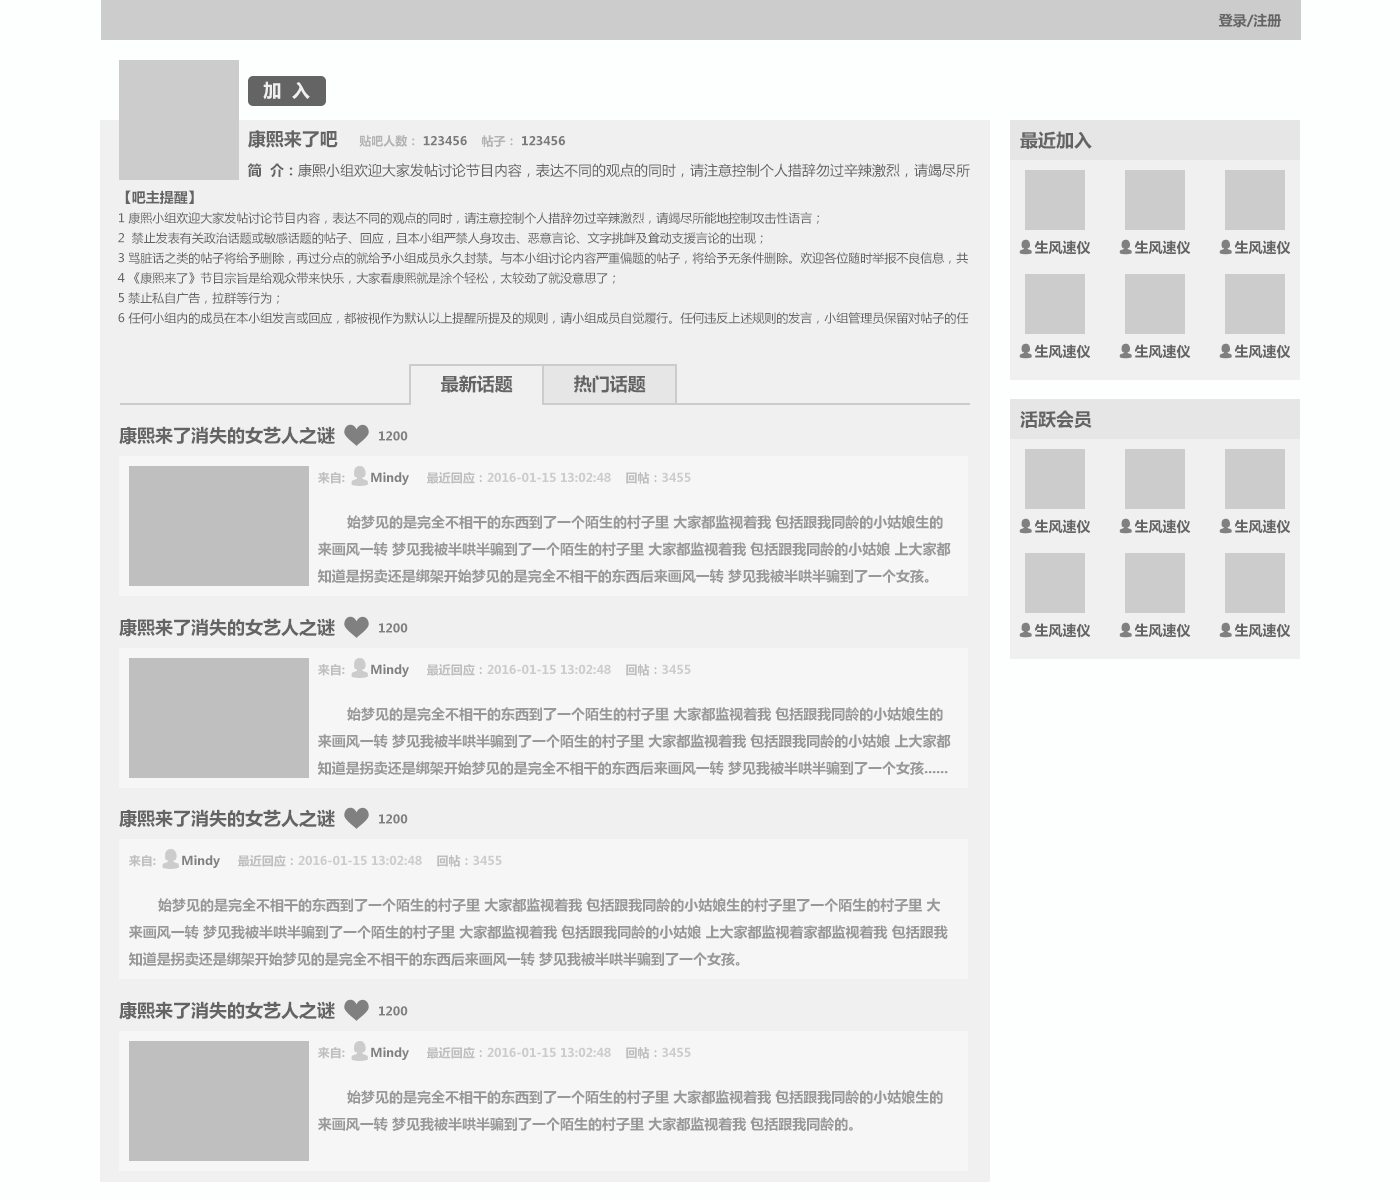 登录/注册
加 入
康熙来了吧 贴吧人数： 123456 帖子： 123456
简 介：康熙小组欢迎大家发帖讨论节目内容，表达不同的观点的同时，请注意控制个人措辞勿过辛辣激烈，请竭尽所
【吧主提醒】
1 康熙小组欢迎大家发帖讨论节目内容，表达不同的观点的同时，请注意控制个人措辞勿过辛辣激烈，请竭尽所能地控制攻击性语言；
2 禁止发表有关政治话题或敏感话题的帖子、回应，且本小组严禁人身攻击、恶意言论、文字挑衅及耸动支援言论的出现；
3 骂脏话之类的帖子将给予删除，再过分点的就给予小组成员永久封禁。与本小组讨论内容严重偏题的帖子，将给予无条件删除。欢迎各位随时举报不良信息，共
4 《康熙来了》节目宗旨是给观众带来快乐，大家看康熙就是涂个轻松，太较劲了就没意思了；
5 禁止私自广告，拉群等行为；
6 任何小组内的成员在本小组发言或回应，都被视作为默认以上提醒所提及的规则，请小组成员自觉履行。任何违反上述规则的发言，小组管理员保留对帖子的任
最新话题 热门话题
康熙来了消失的女艺人之谜 1200
来自: Mindy 最近回应：2016-01-15 13:02:48 回帖：3455
始梦见的是完全不相干的东西到了一个陌生的村子里 大家都监视着我 包括跟我同龄的小姑娘生的
来画风一转 梦见我被半哄半骗到了一个陌生的村子里 大家都监视着我 包括跟我同龄的小姑娘 上大家都
知道是拐卖还是绑架开始梦见的是完全不相干的东西后来画风一转 梦见我被半哄半骗到了一个女孩。
康熙来了消失的女艺人之谜 1200
来自: Mindy 最近回应：2016-01-15 13:02:48 回帖：3455
始梦见的是完全不相干的东西到了一个陌生的村子里 大家都监视着我 包括跟我同龄的小姑娘生的
来画风一转 梦见我被半哄半骗到了一个陌生的村子里 大家都监视着我 包括跟我同龄的小姑娘 上大家都
知道是拐卖还是绑架开始梦见的是完全不相干的东西后来画风一转 梦见我被半哄半骗到了一个女孩......
康熙来了消失的女艺人之谜 1200
来自: Mindy 最近回应：2016-01-15 13:02:48 回帖：3455
始梦见的是完全不相干的东西到了一个陌生的村子里 大家都监视着我 包括跟我同龄的小姑娘生的村子里了一个陌生的村子里 大
来画风一转 梦见我被半哄半骗到了一个陌生的村子里 大家都监视着我 包括跟我同龄的小姑娘 上大家都监视着家都监视着我 包括跟我
知道是拐卖还是绑架开始梦见的是完全不相干的东西后来画风一转 梦见我被半哄半骗到了一个女孩。
康熙来了消失的女艺人之谜 1200
来自: Mindy 最近回应：2016-01-15 13:02:48 回帖：3455
始梦见的是完全不相干的东西到了一个陌生的村子里 大家都监视着我 包括跟我同龄的小姑娘生的
来画风一转 梦见我被半哄半骗到了一个陌生的村子里 大家都监视着我 包括跟我同龄的。
最近加入
生风速仪 生风速仪 生风速仪
生风速仪 生风速仪 生风速仪
活跃会员
生风速仪 生风速仪 生风速仪
生风速仪 生风速仪 生风速仪